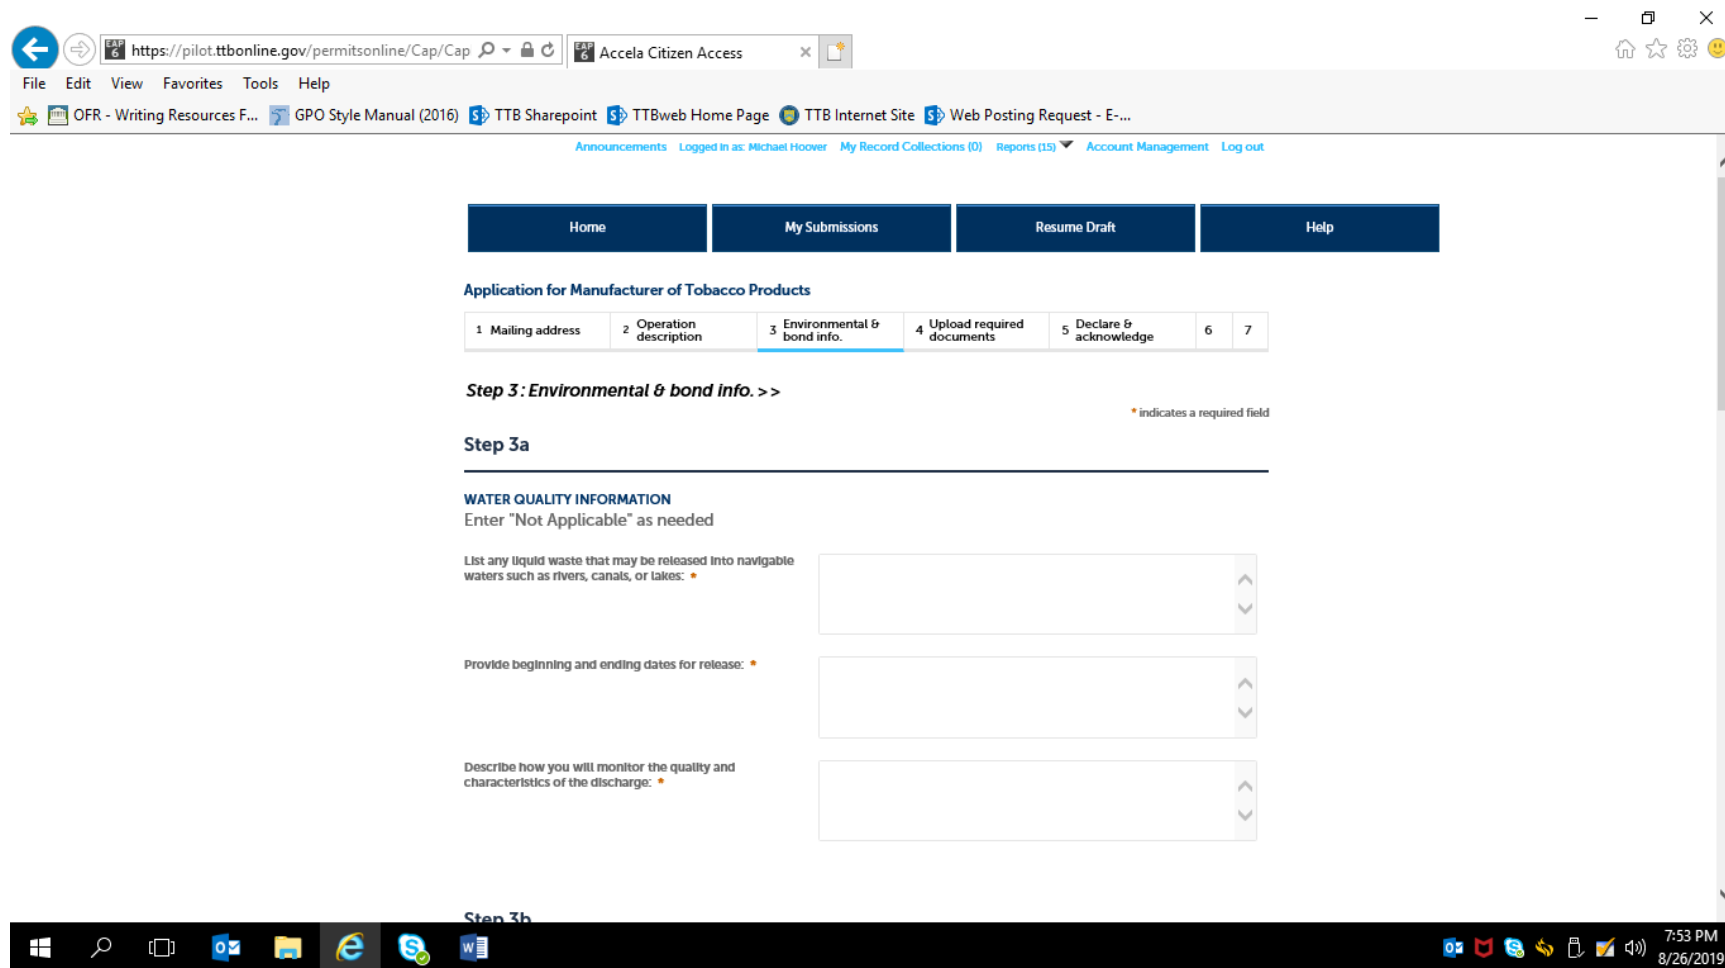 https://pilot.ttbonline.gov/permitsonline/Cap/Cap
EAP 6 Accela Citizen Access
File Edit View Favorites Tools Help
OFR - Writing Resources F... GPO Style Manual (2016) TTB Sharepoint TTBweb Home Page TTB Internet Site Web Posting Request - E-...
Announcements Logged in as: Michael Hoover My Record Collections (0) Reports (15) Account Management Log out
Home My Submissions Resume Draft Help
Application for Manufacturer of Tobacco Products
1 Mailing address
2 Operation
description
3 Environmental &
bond info.
4 Upload required
documents
5 Declare &
acknowledge
6
7
Step 3 : Environmental & bond info. >>
* indicates a required field
Step 3a
WATER QUALITY INFORMATION
Enter "Not Applicable" as needed
List any liquid waste that may be released into navigable
waters such as rivers, canals, or lakes: *
Provide beginning and ending dates for release: *
Describe how you will monitor the quality and
characteristics of the discharge: *
Step 3b
7:53 PM
8/26/2019